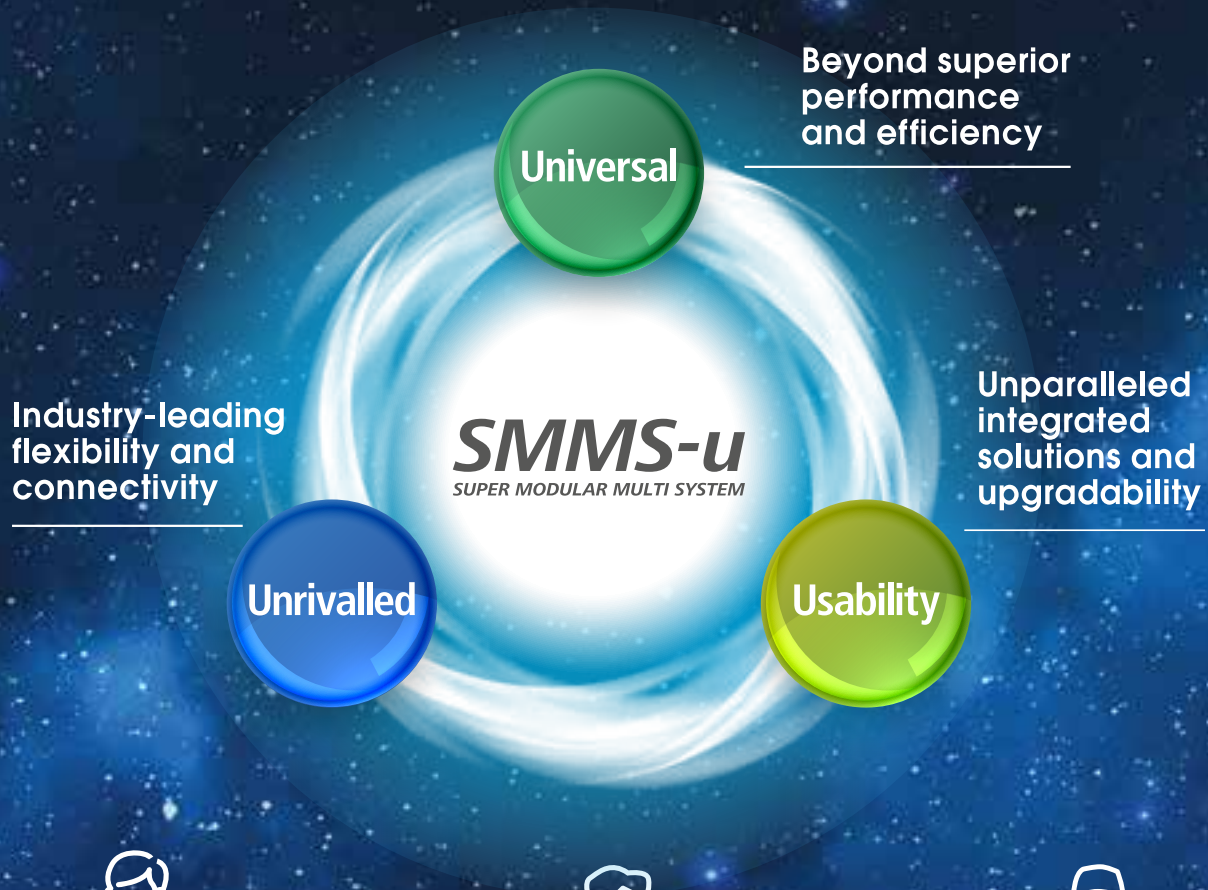 Beyond superior
performance
and efficiency
Universal
Industry-leading
flexibility and
connectivity
SMMS-u
SUPER MODULAR MULTI SYSTEM
Unparalleled
integrated
solutions and
upgradability
Unrivalled
Usability